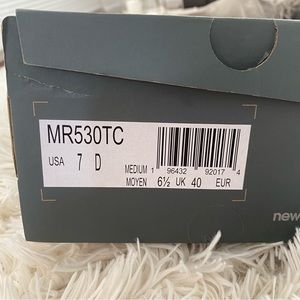 MR530TC
USA 7 D
MEDIUM 1 96432 92017 4
MOYEN 6½ UK 40 EUR
new